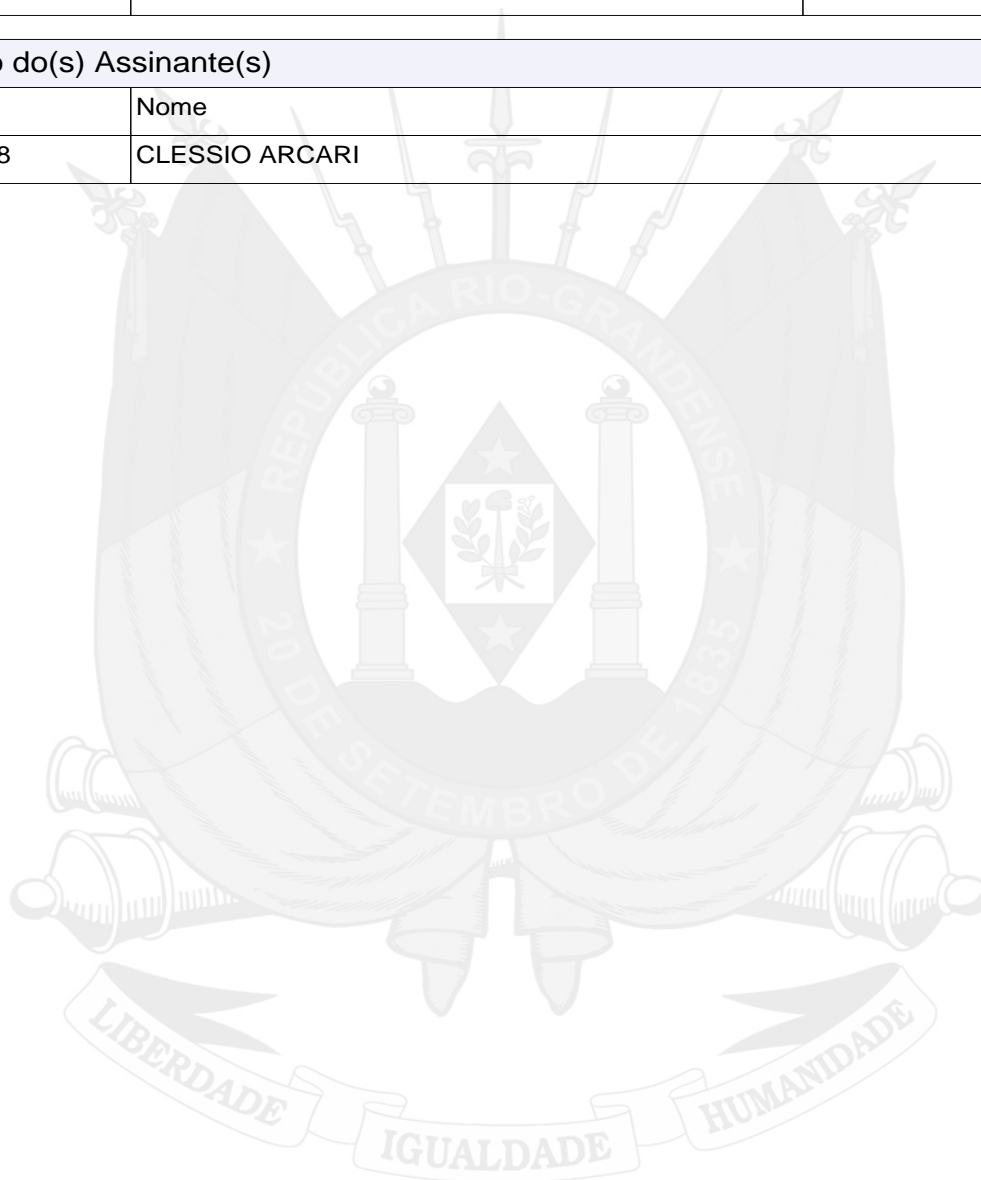 o do(s) Assinante(s)
Nome
8 CLESSIO ARCARI
REPÚBLICA RIO-GRANDENSE
★ 20 DE SETEMBRO DE 1835 ★
LIBERDADE IGUALDADE HUMANIDADE